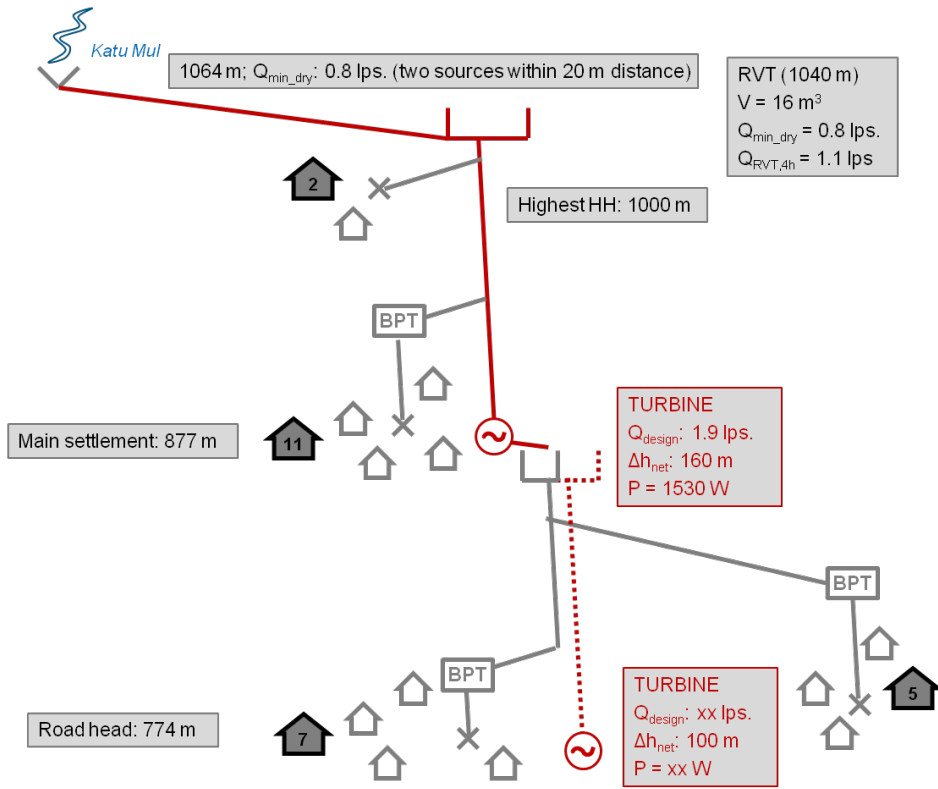 Katu Mul
1064 m; Qmin_dry: 0.8 lps. (two sources within 20 m distance)
RVT (1040 m)
V = 16 m³
Qmin_dry = 0.8 lps.
QRVT,4h = 1.1 lps
2
Highest HH: 1000 m
BPT
Main settlement: 877 m
11
TURBINE
Qdesign: 1.9 lps.
Δhnet: 160 m
P = 1530 W
BPT
BPT
5
Road head: 774 m
7
TURBINE
Qdesign: xx lps.
Δhnet: 100 m
P = xx W